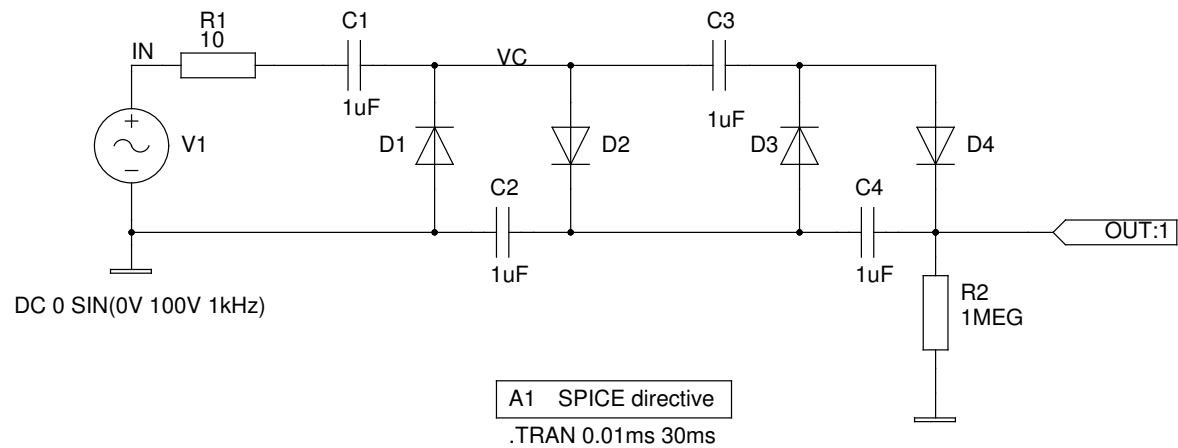 R1
10
C1
1uF
C3
1uF
IN
VC
V1
D1
D2
D3
D4
C2
1uF
C4
1uF
OUT:1
DC 0 SIN(0V 100V 1kHz)
R2
1MEG
A1 SPICE directive
.TRAN 0.01ms 30ms